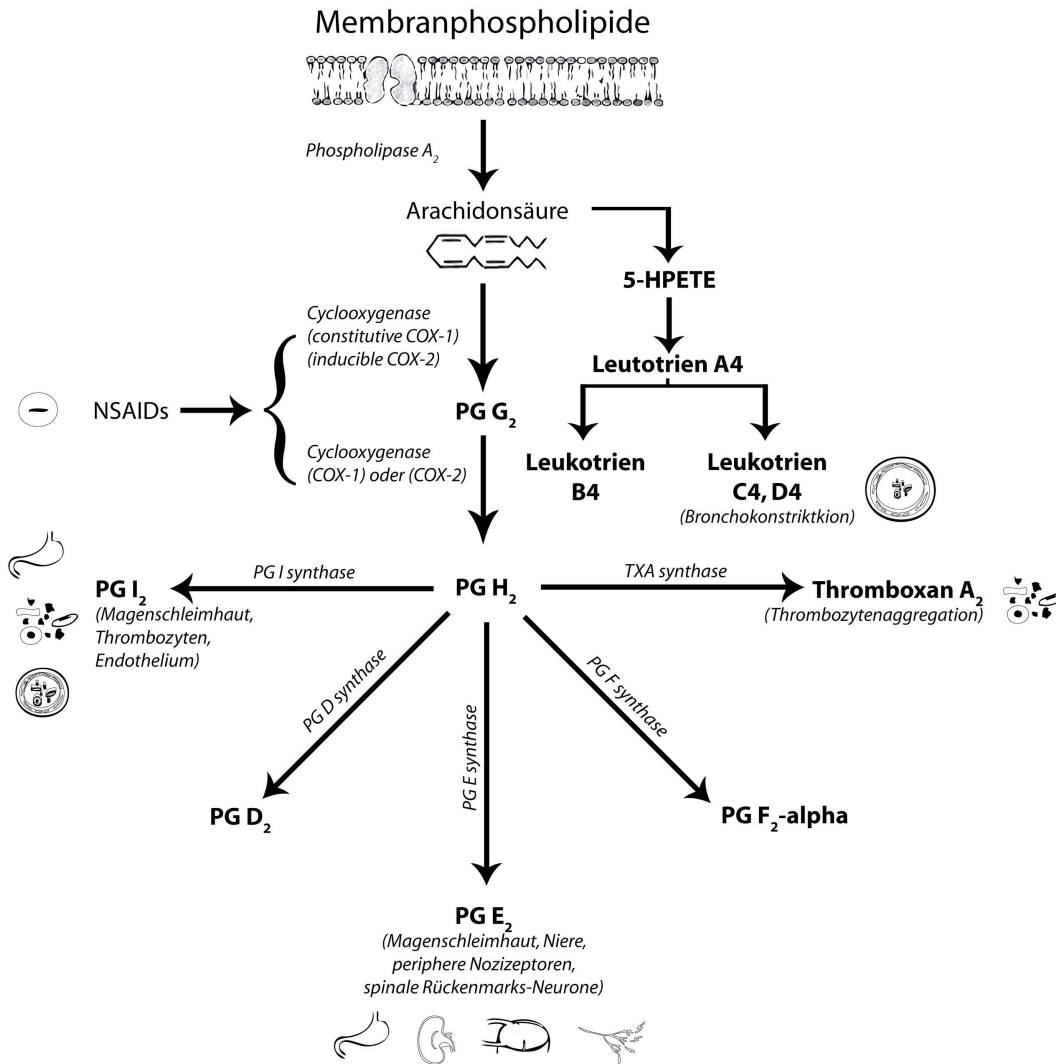 Membranphospholipide
Phospholipase A₂
Arachidonsäure
5-HPETE
Cyclooxygenase
(constitutive COX-1)
(inducible COX-2)
Leutotrien A4
NSAIDs
PG G₂
Cyclooxygenase
(COX-1) oder (COX-2)
Leukotrien
B4
Leukotrien
C4, D4
(Bronchokonstriktkion)
PG I₂
(Magenschleimhaut,
Thrombozyten,
Endothelium)
PG I synthase
PG H₂
TXA synthase
Thromboxan A₂
(Thrombozytenaggregation)
PG D synthase
PG E synthase
PG F synthase
PG D₂
PG F₂-alpha
PG E₂
(Magenschleimhaut, Niere,
periphere Nozizeptoren,
spinale Rückenmarks-Neurone)